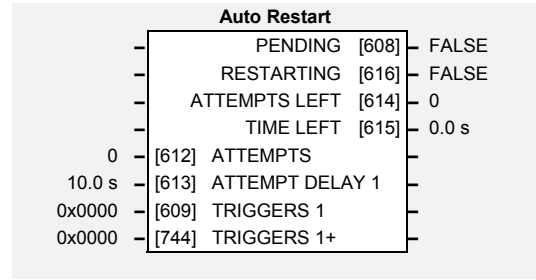 Auto Restart
PENDING [608] FALSE
RESTARTING [616] FALSE
ATTEMPTS LEFT [614] 0
TIME LEFT [615] 0.0 s
0 [612] ATTEMPTS
10.0 s [613] ATTEMPT DELAY 1
0x0000 [609] TRIGGERS 1
0x0000 [744] TRIGGERS 1+